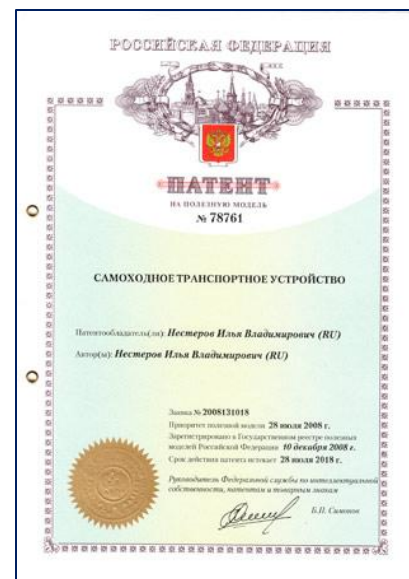 РОССИЙСКАЯ ФЕДЕРАЦИЯ
ПАТЕНТ
НА ПОЛЕЗНУЮ МОДЕЛЬ
№ 78761
САМОХОДНОЕ ТРАНСПОРТНОЕ УСТРОЙСТВО
Патентообладатель(ли): Нестеров Илья Владимирович (RU)
Автор(ы): Нестеров Илья Владимирович (RU)
Заявка № 2008131018
Приоритет полезной модели 28 июля 2008 г.
Зарегистрировано в Государственном реестре полезных
моделей Российской Федерации 10 декабря 2008 г.
Срок действия патента истекает 28 июля 2018 г.
Руководитель Федеральной службы по интеллектуальной
собственности, патентам и товарным знакам
Б.П. Симонов